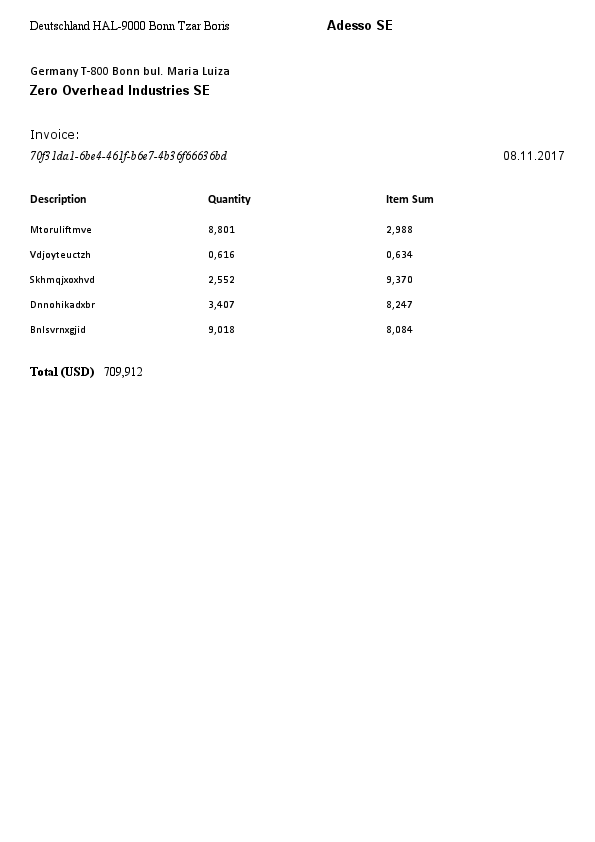 Deutschland HAL-9000 Bonn Tzar Boris Adesso SE
Germany T-800 Bonn bul. Maria Luiza
Zero Overhead Industries SE
Invoice:
70f31da1-6be4-461f-b6e7-4b36f66636bd 08.11.2017
Description Quantity Item Sum
Mtoruliftmve 8,801 2,988
Vdjoyteuctzh 0,616 0,634
Skhmqjxoxhvd 2,552 9,370
Dnnohikadxbr 3,407 8,247
Bnlsvrnxgjid 9,018 8,084
Total (USD) 709,912